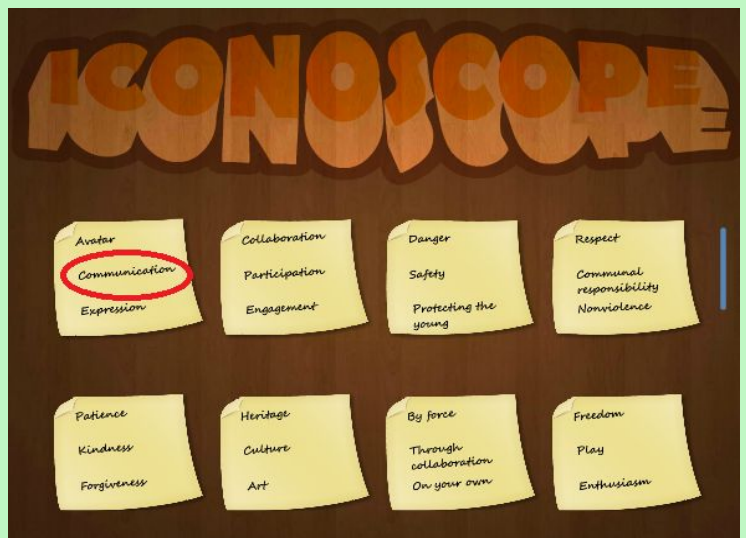 ICONOSCOPE
Avatar
Communication
Expression
Collaboration
Participation
Engagement
Danger
Safety
Protecting the
young
Respect
Communal
responsibility
Nonviolence
Patience
Kindness
Forgiveness
Heritage
Culture
Art
By force
Through
collaboration
On your own
Freedom
Play
Enthusiasm